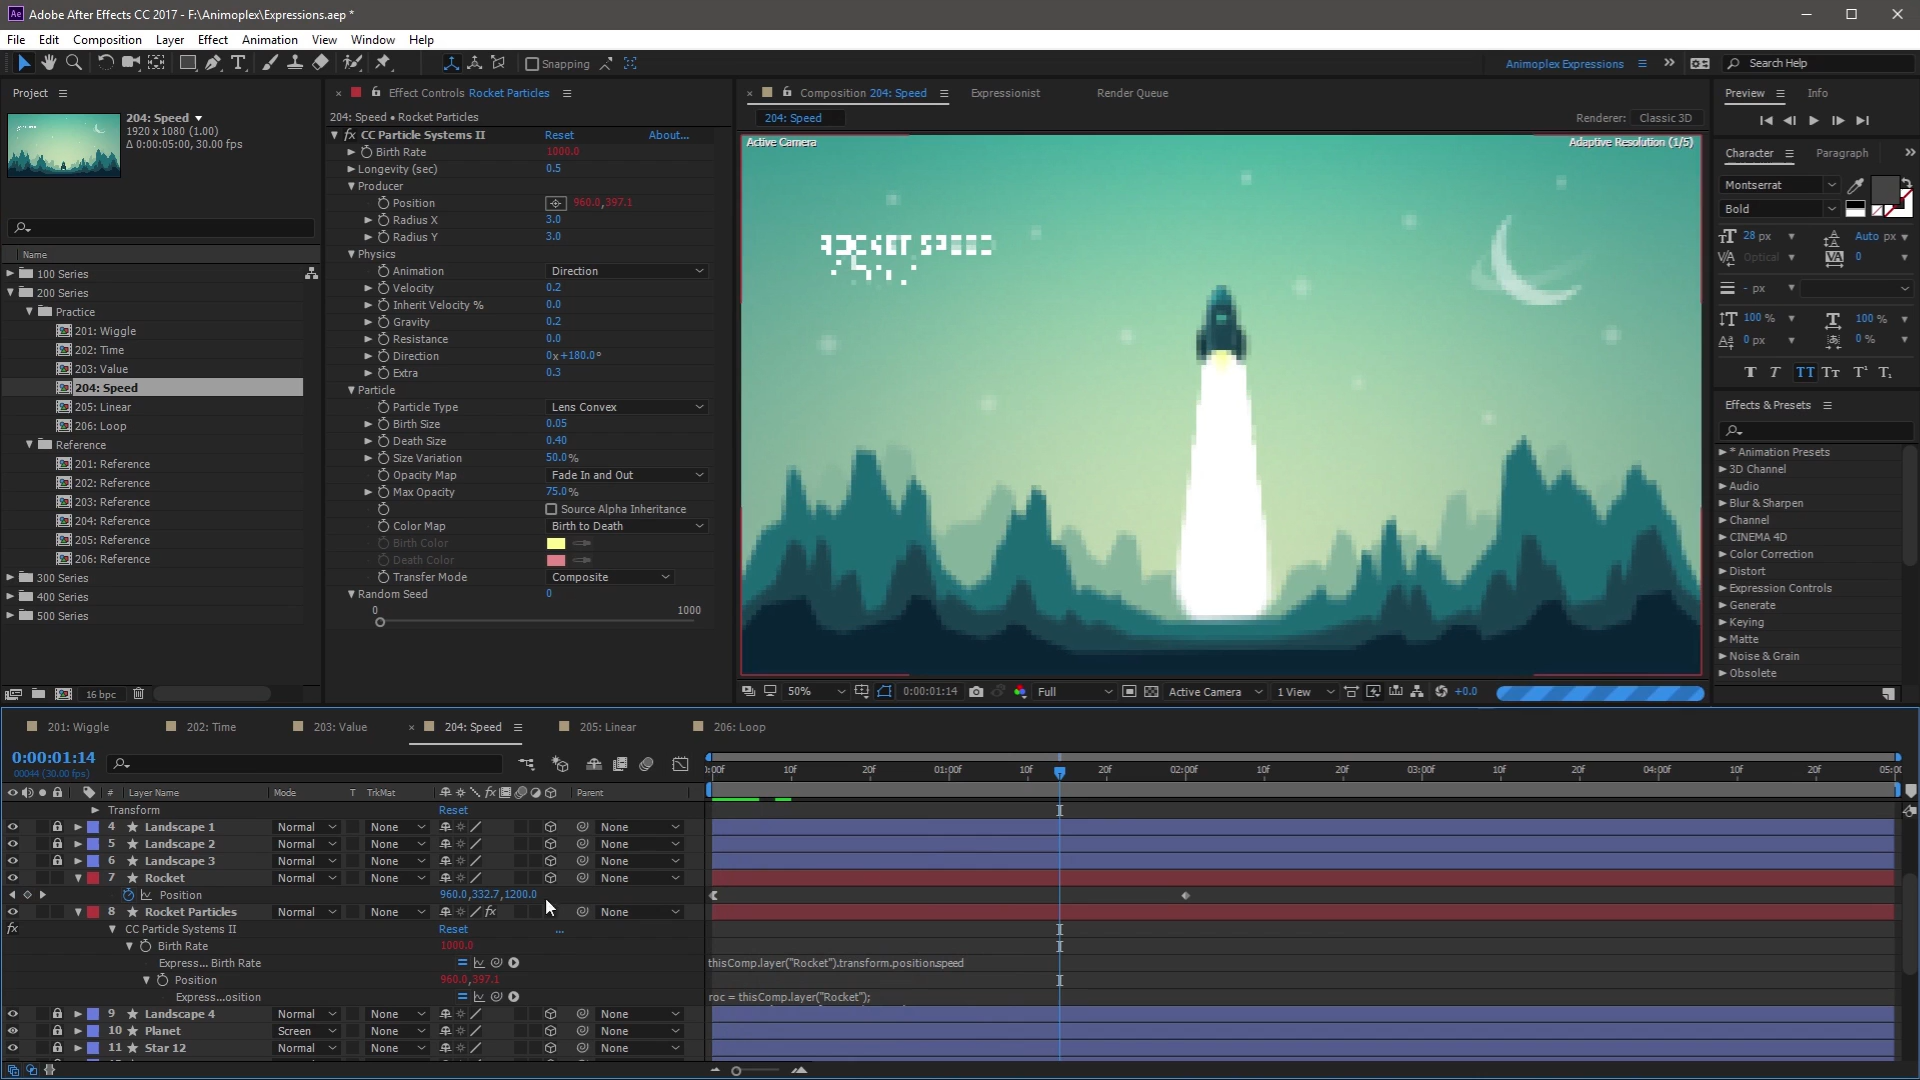 Adobe After Effects CC 2017 - F:\Animoplex\Expressions.aep *
File Edit Composition Layer Effect Animation View Window Help
Snapping
Animoplex Expressions
Search Help
Project
204: Speed
1920 x 1080 (1.00)
Δ 0:00:05:00, 30.00 fps
Name
100 Series
200 Series
Practice
201: Wiggle
202: Time
203: Value
204: Speed
205: Linear
206: Loop
Reference
201: Reference
202: Reference
203: Reference
204: Reference
205: Reference
206: Reference
300 Series
400 Series
500 Series
16 bpc
Effect Controls Rocket Particles
204: Speed • Rocket Particles
fx CC Particle Systems II Reset About...
Birth Rate 1000.0
Longevity (sec) 0.5
Producer
Position 960.0,397.1
Radius X 3.0
Radius Y 3.0
Physics
Animation Direction
Velocity 0.2
Inherit Velocity % 0.0
Gravity 0.2
Resistance 0.0
Direction 0x+180.0°
Extra 0.3
Particle
Particle Type Lens Convex
Birth Size 0.05
Death Size 0.40
Size Variation 50.0%
Opacity Map Fade In and Out
Max Opacity 75.0%
Source Alpha Inheritance
Color Map Birth to Death
Birth Color
Death Color
Transfer Mode Composite
Random Seed 0
0 1000
Composition 204: Speed Expressionist Render Queue
204: Speed
Renderer: Classic 3D
Active Camera
Adaptive Resolution (1/5)
ROCKET SPEED
50% 0:00:01:14 Full Active Camera 1 View +0.0
Preview Info
Character Paragraph
Montserrat
Bold
28 px Auto px
Optical 0
- px
100 % 100 %
0 px 0 %
Effects & Presets
* Animation Presets
3D Channel
Audio
Blur & Sharpen
Channel
CINEMA 4D
Color Correction
Distort
Expression Controls
Generate
Keying
Matte
Noise & Grain
Obsolete
201: Wiggle 202: Time 203: Value 204: Speed 205: Linear 206: Loop
0:00:01:14
00044 (30.00 fps)
:00f 10f 20f 01:00f 10f 20f 02:00f 10f 20f 03:00f 10f 20f 04:00f 10f 20f 05:00
# Layer Name Mode T TrkMat fx Parent
Transform Reset
4 Landscape 1 Normal None None
5 Landscape 2 Normal None None
6 Landscape 3 Normal None None
7 Rocket Normal None None
Position 960.0,332.7,1200.0
8 Rocket Particles Normal None fx None
fx CC Particle Systems II Reset ...
Birth Rate 1000.0
Express... Birth Rate thisComp.layer("Rocket").transform.position.speed
Position 960.0,397.1
Express...osition roc = thisComp.layer("Rocket");
9 Landscape 4 Normal None None
10 Planet Screen None None
11 Star 12 Normal None None